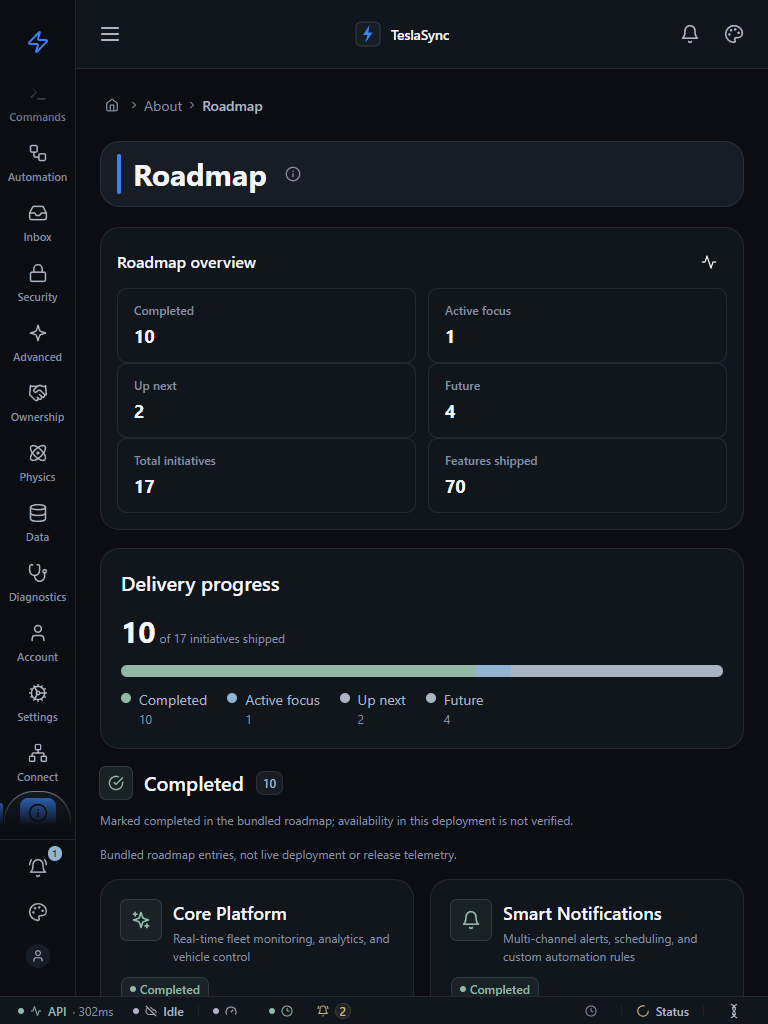 TeslaSync
Commands
Automation
Inbox
Security
Advanced
Ownership
Physics
Data
Diagnostics
Account
Settings
Connect
1
About
Roadmap
Roadmap
Roadmap overview
Completed
10
Active focus
1
Up next
2
Future
4
Total initiatives
17
Features shipped
70
Delivery progress
10 of 17 initiatives shipped
Completed
10
Active focus
1
Up next
2
Future
4
Completed 10
Marked completed in the bundled roadmap; availability in this deployment is not verified.
Bundled roadmap entries, not live deployment or release telemetry.
Core Platform
Real-time fleet monitoring, analytics, and
vehicle control
Completed
Smart Notifications
Multi-channel alerts, scheduling, and
custom automation rules
Completed
API · 302ms
Idle
2
Status